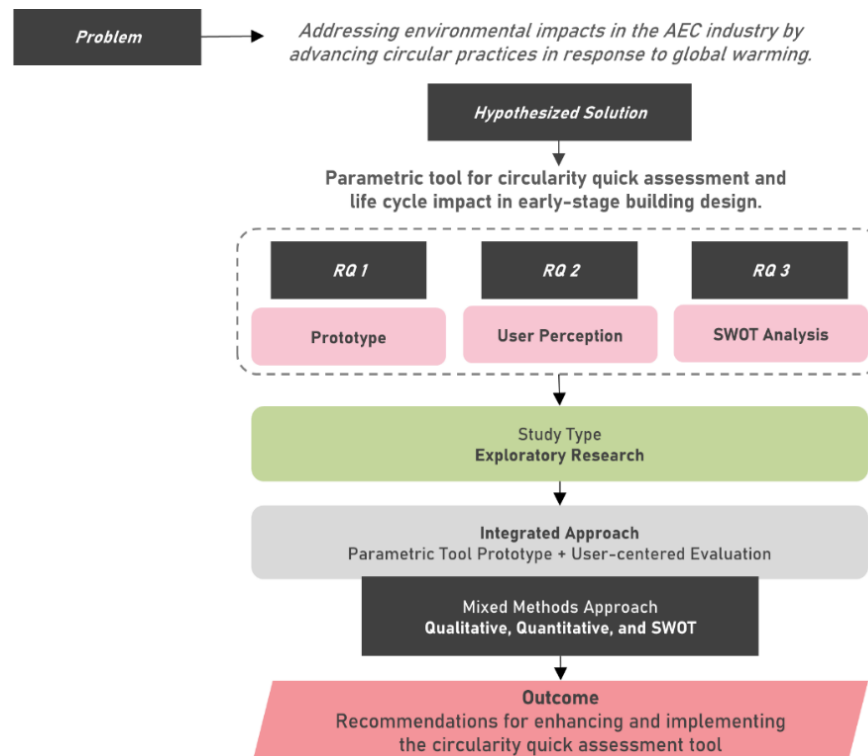 Problem
Addressing environmental impacts in the AEC industry by
advancing circular practices in response to global warming.
Hypothesized Solution
Parametric tool for circularity quick assessment and
life cycle impact in early-stage building design.
RQ 1
RQ 2
RQ 3
Prototype
User Perception
SWOT Analysis
Study Type
Exploratory Research
Integrated Approach
Parametric Tool Prototype + User-centered Evaluation
Mixed Methods Approach
Qualitative, Quantitative, and SWOT
Outcome
Recommendations for enhancing and implementing
the circularity quick assessment tool